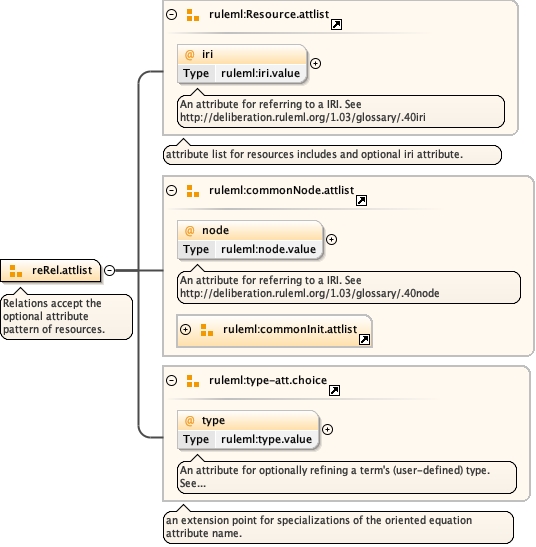 ruleml:Resource.attlist
@ iri
Type ruleml:iri.value
An attribute for referring to a IRI. See
http://deliberation.ruleml.org/1.03/glossary/.40iri
attribute list for resources includes and optional iri attribute.
ruleml:commonNode.attlist
@ node
Type ruleml:node.value
An attribute for referring to a IRI. See
http://deliberation.ruleml.org/1.03/glossary/.40node
ruleml:commonInit.attlist
reRel.attlist
Relations accept the
optional attribute
pattern of resources.
ruleml:type-att.choice
@ type
Type ruleml:type.value
An attribute for optionally refining a term's (user-defined) type.
See...
an extension point for specializations of the oriented equation
attribute name.